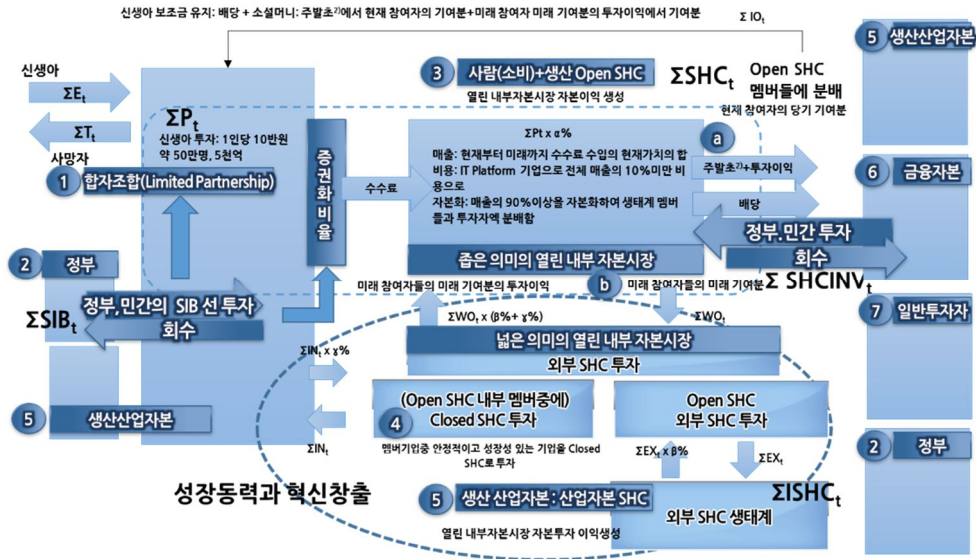 신생아 보조금 유지: 배당 + 소셜머니: 주발초²⁾에서 현재 참여자의 기여분+미래 참여자 미래 기여분의 투자이익에서 기여분
Σ IOₜ
5 생산산업자본
신생아
ΣEₜ
ΣTₜ
사망자
ΣPₜ
신생아 투자: 1인당 10만원
약 50만명, 5천억
1 합자조합(Limited Partnership)
증권화비율
수수료
3 사람(소비)+생산 Open SHC
열린 내부자본시장 자본이익 생성
ΣSHCₜ
Open SHC
멤버들에 분배
현재 참여자의 당기 기여분
ΣPt x α%
매출: 현재부터 미래까지 수수료 수입의 현재가치의 합
비용: IT Platform 기업으로 전체 매출의 10%미만 비
용으로
자본화: 매출의 90%이상을 자본화하여 생태계 멤버
들과 투자자엑 분배함
좁은 의미의 열린 내부자본시장
a
주발초²⁾+투자이익
배당
6 금융자본
정부.민간 투자
회수
Σ SHCINVₜ
2 정부
ΣSIBₜ
정부,민간의 SIB 선 투자
회수
5 생산산업자본
미래 참여자들의 미래 기여분의 투자이익
b
미래 참여자들의 미래 기여분
ΣWOₜ x (β%+ γ%)
ΣWOₜ
7 일반투자자
넓은 의미의 열린 내부 자본시장
외부 SHC 투자
ΣINₜ x ɣ%
ΣINₜ
(Open SHC 내부 멤버중에)
Closed SHC 투자
4
멤버기업중 안정적이고 성장성 있는 기업을 Closed
SHC로 투자
Open SHC
외부 SHC 투자
ΣEXₜ x β%
ΣEXₜ
2 정부
성장동력과 혁신창출
5 생산 산업자본 : 산업자본 SHC
ΣISHCₜ
외부 SHC 생태계
열린 내부자본시장 자본투자 이익생성